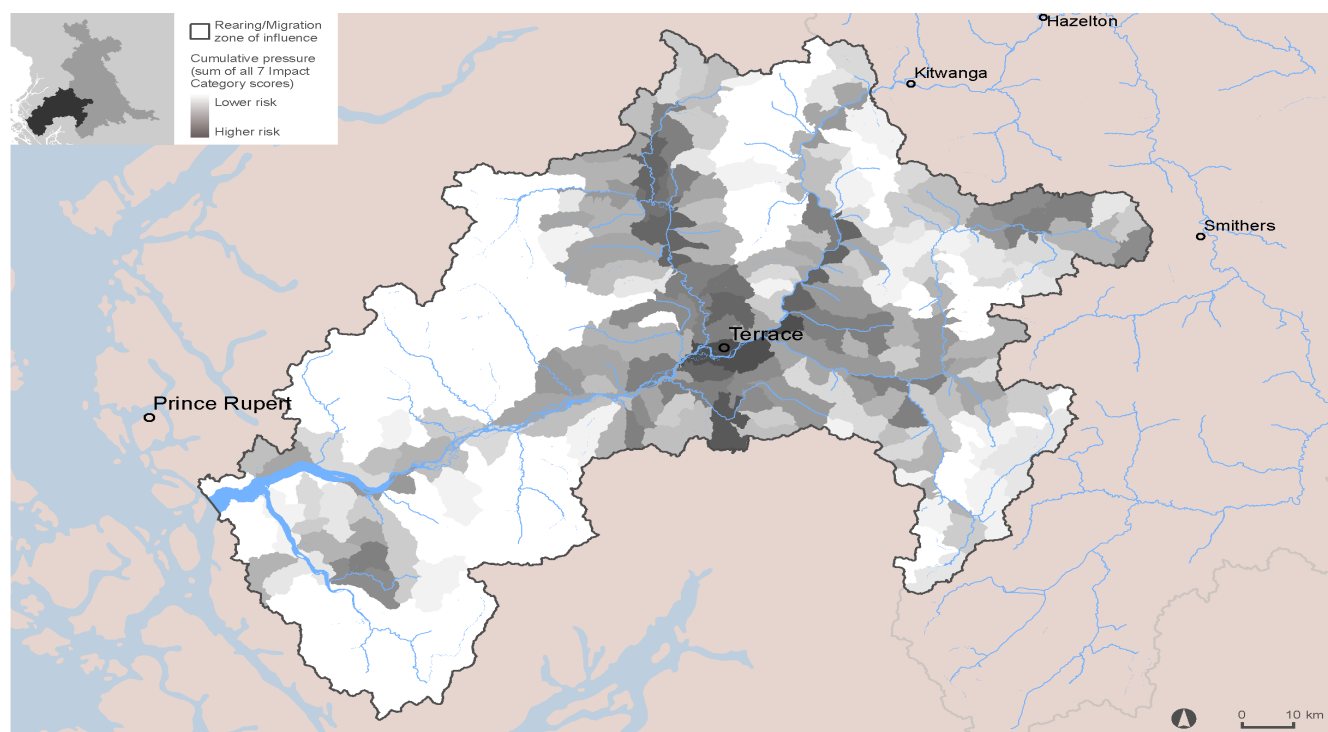 Rearing/Migration
zone of influence
Cumulative pressure
(sum of all 7 Impact
Category scores)
Lower risk
Higher risk
Hazelton
Kitwanga
Smithers
Terrace
Prince Rupert
0 10 km